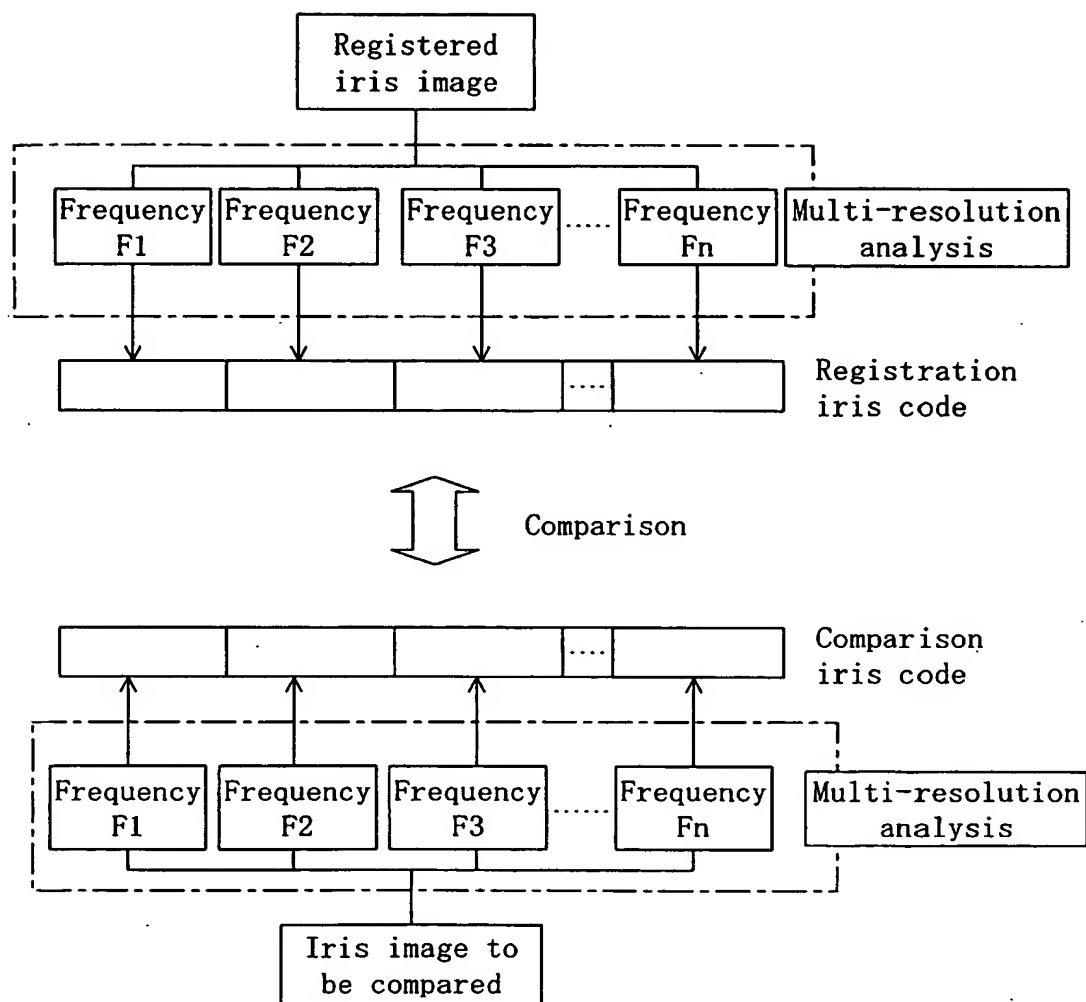 Registered
iris image
Frequency
F1
Frequency
F2
Frequency
F3
.....
Frequency
Fn
Multi-resolution
analysis
.....
Registration
iris code
Comparison
.....
Comparison
iris code
Frequency
F1
Frequency
F2
Frequency
F3
........
Frequency
Fn
Multi-resolution
analysis
Iris image to
be compared